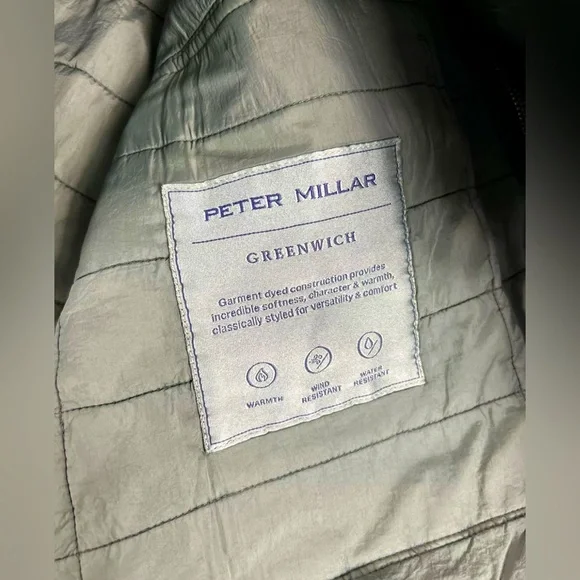 PETER MILLAR
GREENWICH
Garment dyed construction provides
incredible softness, character & warmth,
classically styled for versatility & comfort
WARMTH
WIND
RESISTANT
WATER
RESISTANT